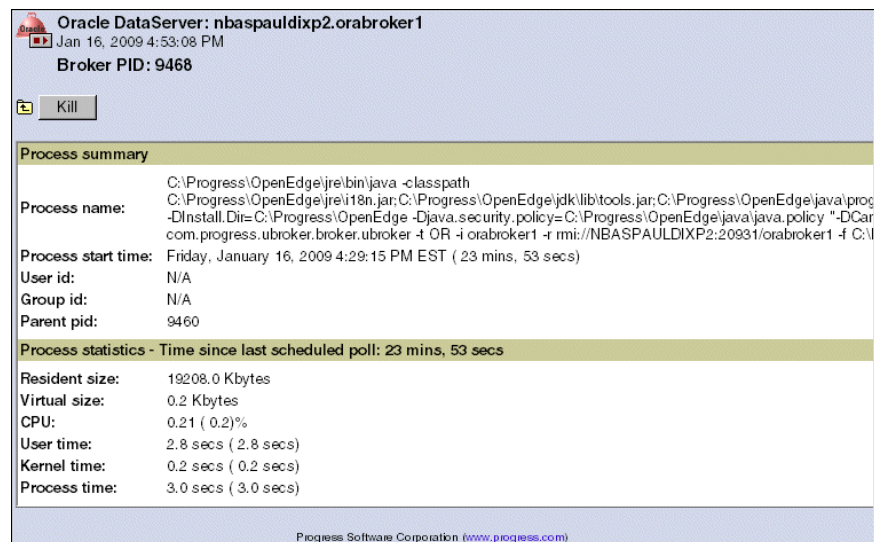 Oracle DataServer: nbaspauldixp2.orabroker1
Oracle
Jan 16, 2009 4:53:08 PM
Broker PID: 9468
Kill
Process summary
Process name: C:\Progress\OpenEdge\jre\bin\java -classpath
C:\Progress\OpenEdge\jre\i18n.jar;C:\Progress\OpenEdge\jdk\lib\tools.jar;C:\Progress\OpenEdge\java\prog
-DInstall.Dir=C:\Progress\OpenEdge -Djava.security.policy=C:\Progress\OpenEdge\java\java.policy "-DCan
com.progress.ubroker.broker.ubroker -t OR -i orabroker1 -r rmi://NBASPAULDIXP2:20931/orabroker1 -f C:\
Process start time: Friday, January 16, 2009 4:29:15 PM EST ( 23 mins, 53 secs)
User id: N/A
Group id: N/A
Parent pid: 9460
Process statistics - Time since last scheduled poll: 23 mins, 53 secs
Resident size: 19208.0 Kbytes
Virtual size: 0.2 Kbytes
CPU: 0.21 ( 0.2)%
User time: 2.8 secs ( 2.8 secs)
Kernel time: 0.2 secs ( 0.2 secs)
Process time: 3.0 secs ( 3.0 secs)
Progress Software Corporation (www.progress.com)